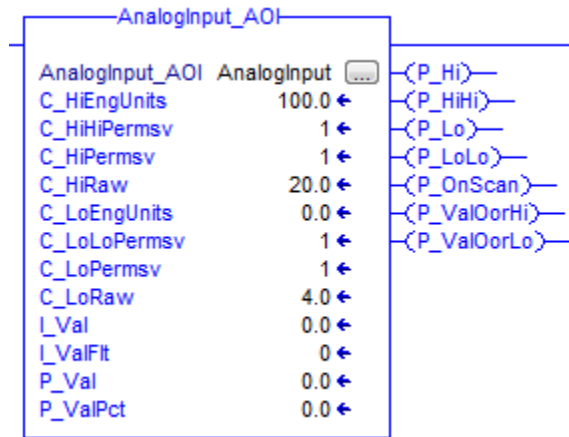 AnalogInput_AOI
AnalogInput_AOI AnalogInput ... (P_Hi)
C_HiEngUnits 100.0 (P_HiHi)
C_HiHiPermsv 1 (P_Lo)
C_HiPermsv 1 (P_LoLo)
C_HiRaw 20.0 (P_OnScan)
C_LoEngUnits 0.0 (P_ValOorHi)
C_LoLoPermsv 1 (P_ValOorLo)
C_LoPermsv 1
C_LoRaw 4.0
I_Val 0.0
I_ValFlt 0
P_Val 0.0
P_ValPct 0.0